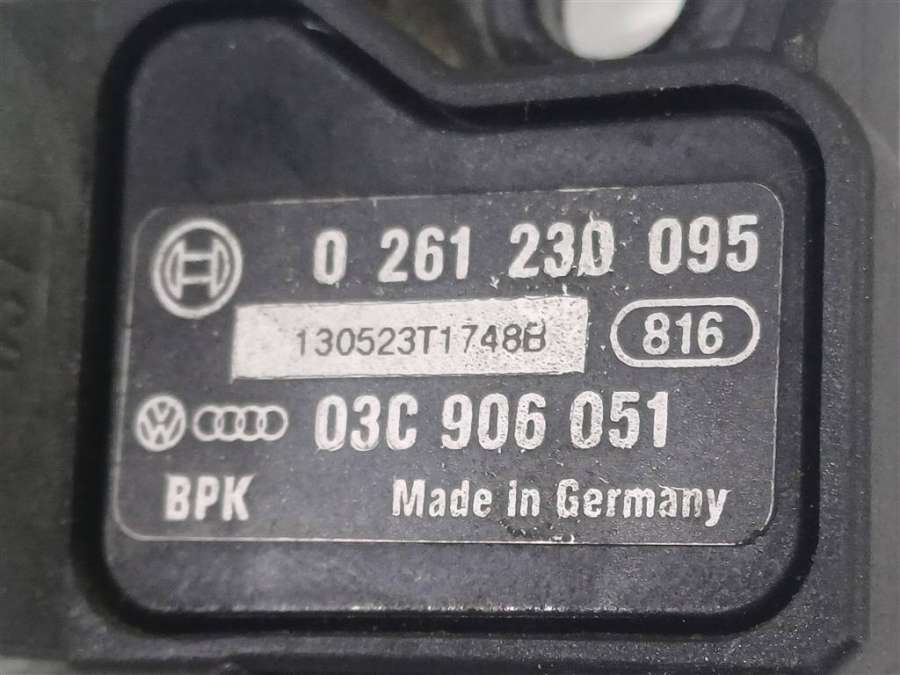 0 261 230 095
130523T1748B
816
03C 906 051
BPK Made in Germany